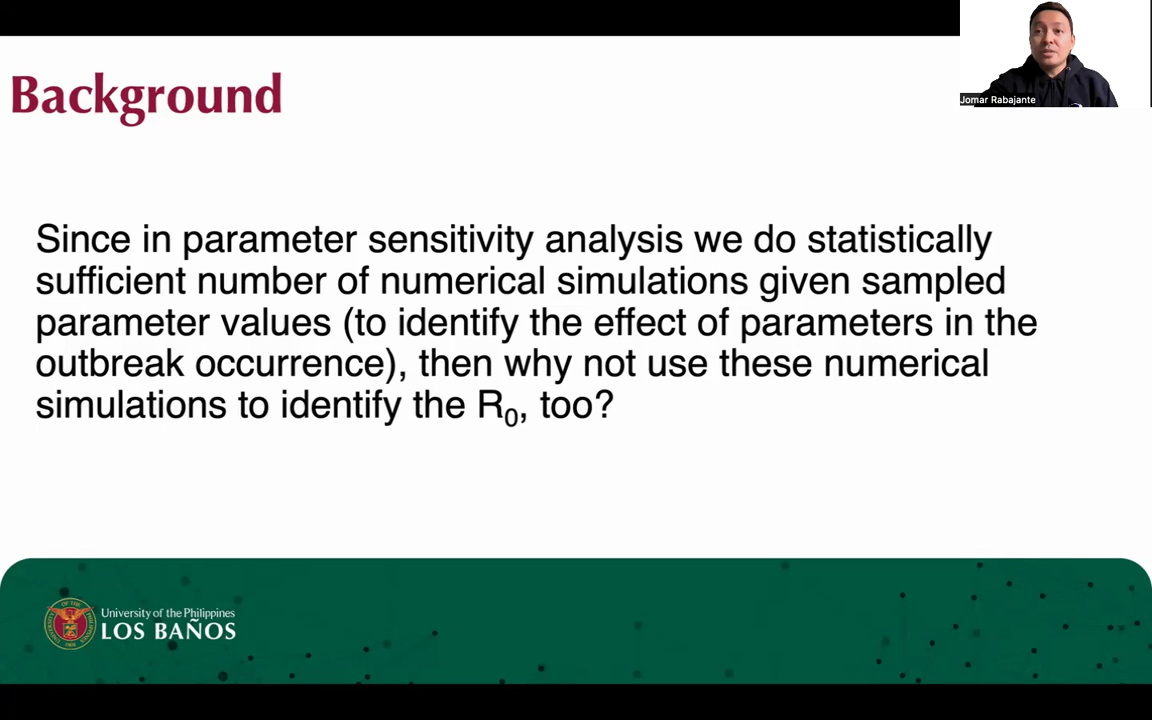 Background
Jomar Rabajante
Since in parameter sensitivity analysis we do statistically
sufficient number of numerical simulations given sampled
parameter values (to identify the effect of parameters in the
outbreak occurrence), then why not use these numerical
simulations to identify the R₀, too?
University of the Philippines
LOS BAÑOS